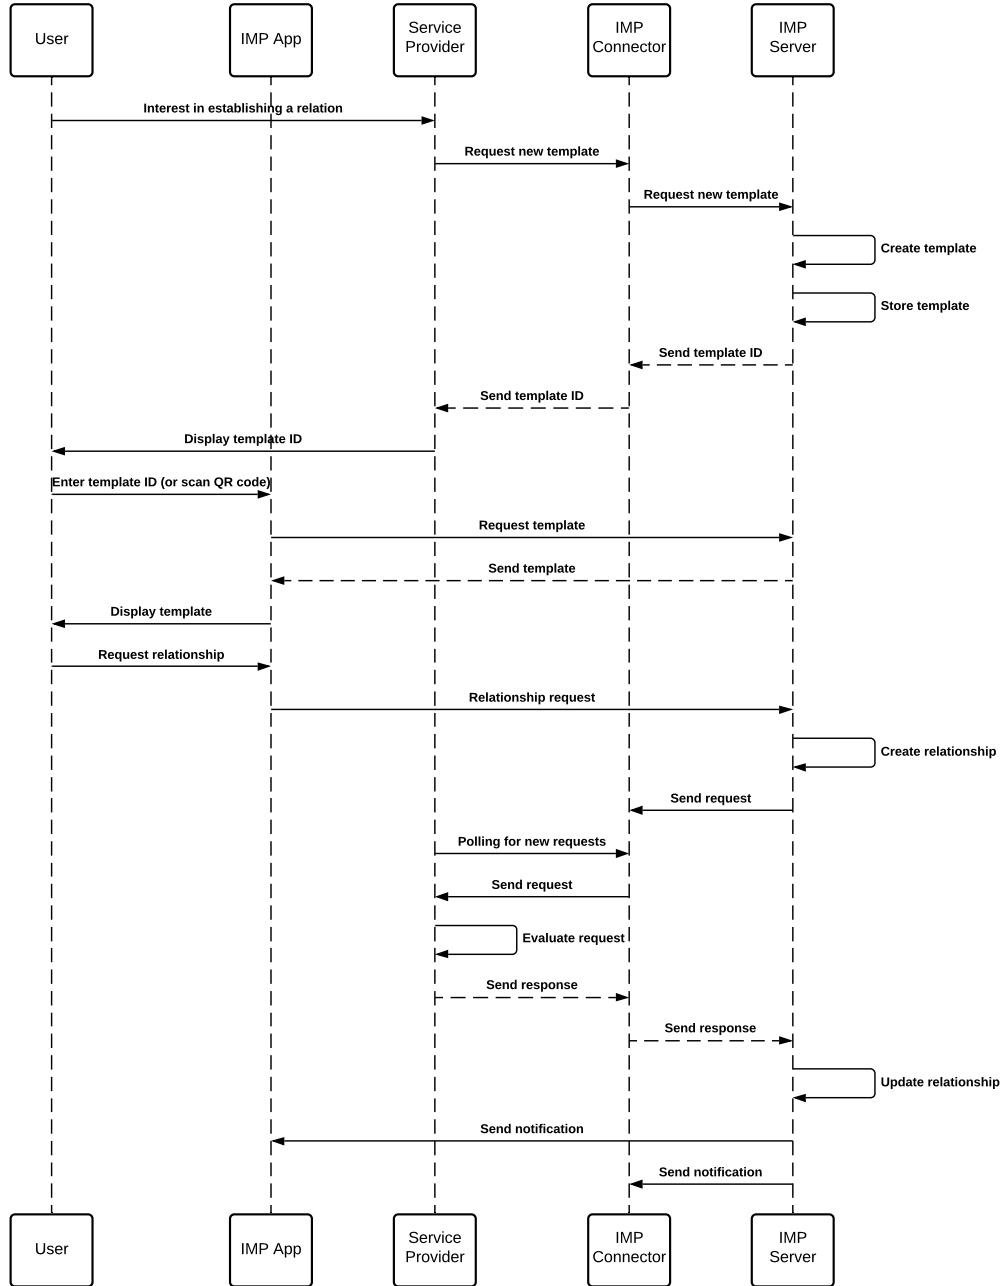 User
IMP App
Service
Provider
IMP
Connector
IMP
Server
Interest in establishing a relation
Request new template
Request new template
Create template
Store template
Send template ID
Send template ID
Display template ID
Enter template ID (or scan QR code)
Request template
Send template
Display template
Request relationship
Relationship request
Create relationship
Send request
Polling for new requests
Send request
Evaluate request
Send response
Send response
Update relationship
Send notification
Send notification
User
IMP App
Service
Provider
IMP
Connector
IMP
Server